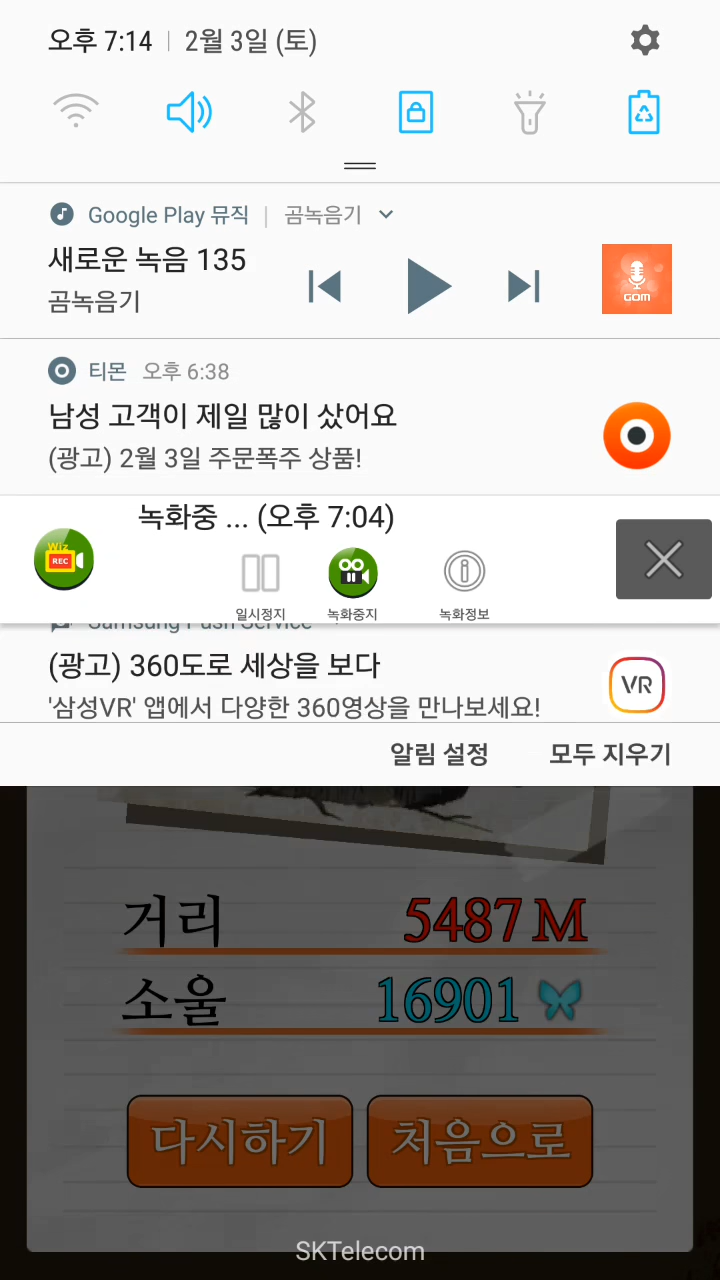 오후 7:14 | 2월 3일 (토)
Google Play 뮤직 | 곰녹음기
새로운 녹음 135
곰녹음기
GOM
티몬 오후 6:38
남성 고객이 제일 많이 샀어요
(광고) 2월 3일 주문폭주 상품!
녹화중 ... (오후 7:04)
Wiz
REC
일시정지 녹화중지 녹화정보
Samsung Push Service
(광고) 360도로 세상을 보다
'삼성VR' 앱에서 다양한 360영상을 만나보세요!
VR
알림 설정 모두 지우기
거리 5487 M
소울 16901
다시하기 처음으로
SKTelecom